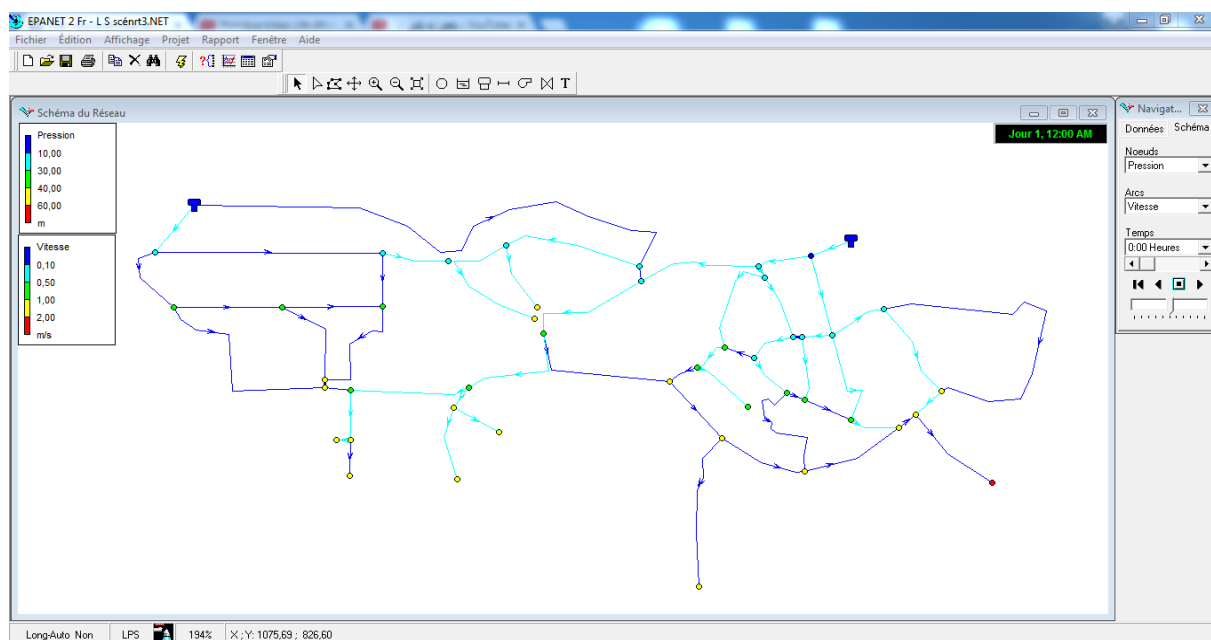 EPANET 2 Fr - L S scénrt3.NET
Fichier Édition Affichage Projet Rapport Fenêtre Aide
T
Schéma du Réseau
Pression
10,00
30,00
40,00
60,00
m
Vitesse
0,10
0,50
1,00
2,00
m/s
Jour 1, 12:00 AM
Navigat...
Données Schéma
Noeuds
Pression
Arcs
Vitesse
Temps
0:00 Heures
Long-Auto Non LPS 194% X ; Y: 1075,69 ; 826,60